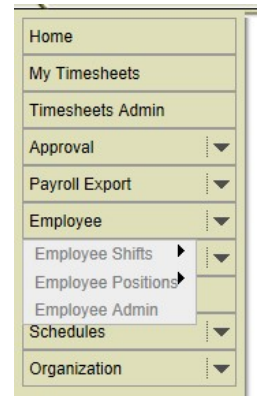 Home
My Timesheets
Timesheets Admin
Approval
Payroll Export
Employee
Employee Shifts
Employee Positions
Employee Admin
Schedules
Organization